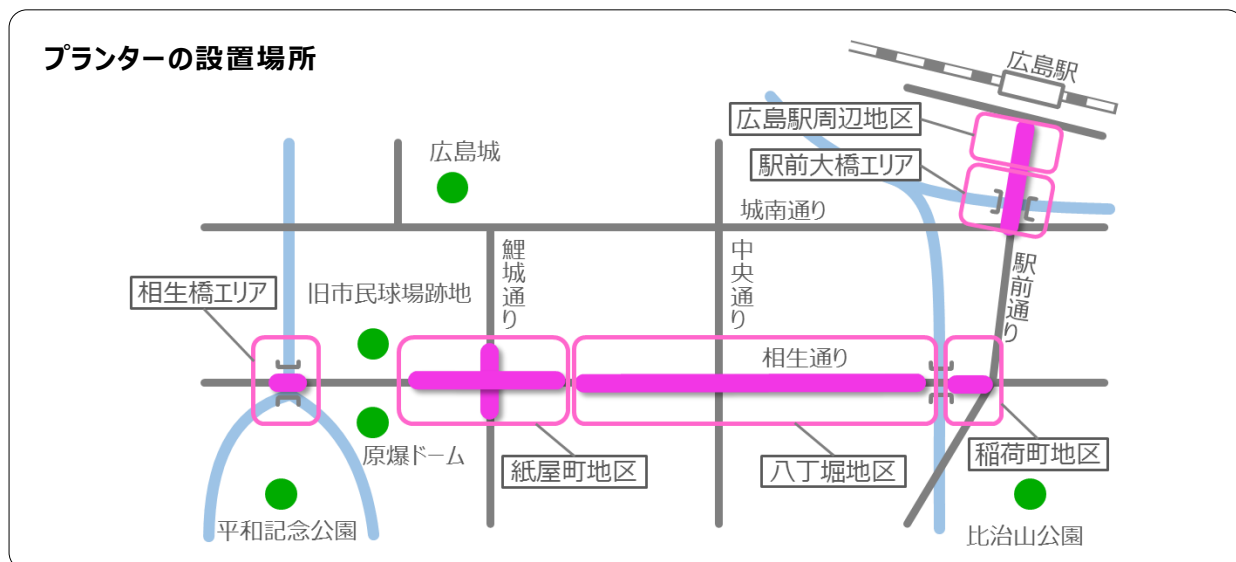 プランターの設置場所
広島駅
広島駅周辺地区
広島城
駅前大橋エリア
城南通り
鯉城通り
中央通り
駅前通り
相生橋エリア
旧市民球場跡地
相生通り
原爆ドーム
紙屋町地区
八丁堀地区
稲荷町地区
平和記念公園
比治山公園